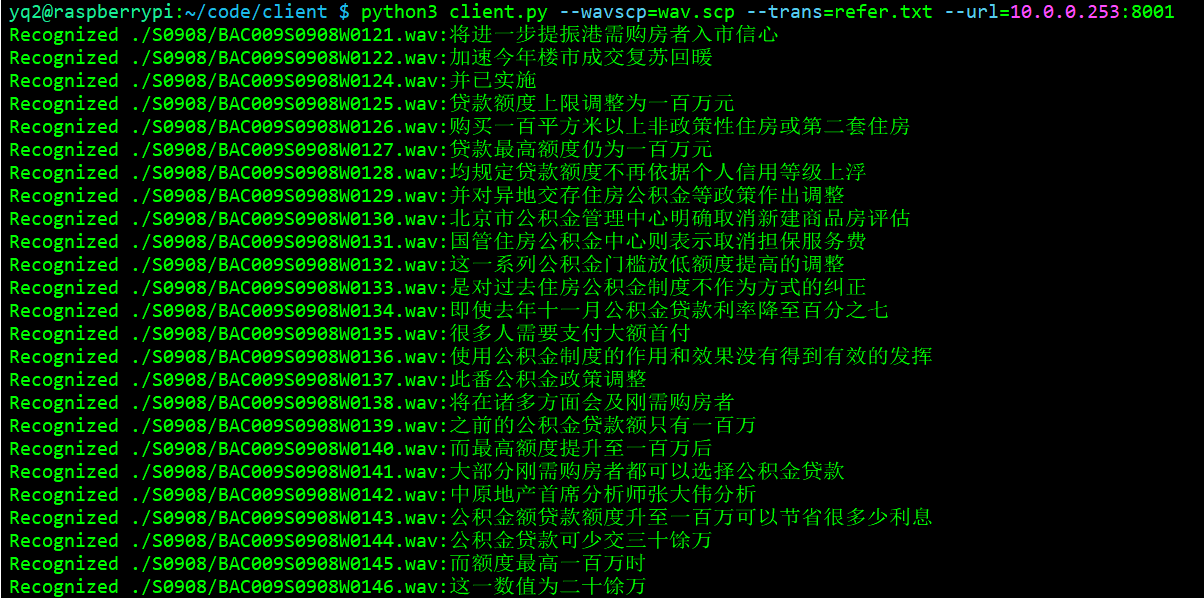 yq2@raspberrypi:~/code/client $ python3 client.py --wavscp=wav.scp --trans=refer.txt --url=10.0.0.253:8001
Recognized ./S0908/BAC009S0908W0121.wav:将进一步提振港需购房者入市信心
Recognized ./S0908/BAC009S0908W0122.wav:加速今年楼市成交复苏回暖
Recognized ./S0908/BAC009S0908W0124.wav:并已实施
Recognized ./S0908/BAC009S0908W0125.wav:贷款额度上限调整为一百万元
Recognized ./S0908/BAC009S0908W0126.wav:购买一百平方米以上非政策性住房或第二套住房
Recognized ./S0908/BAC009S0908W0127.wav:贷款最高额度仍为一百万元
Recognized ./S0908/BAC009S0908W0128.wav:均规定贷款额度不再依据个人信用等级上浮
Recognized ./S0908/BAC009S0908W0129.wav:并对异地交存住房公积金等政策作出调整
Recognized ./S0908/BAC009S0908W0130.wav:北京市公积金管理中心明确取消新建商品房评估
Recognized ./S0908/BAC009S0908W0131.wav:国管住房公积金中心则表示取消担保服务费
Recognized ./S0908/BAC009S0908W0132.wav:这一系列公积金门槛放低额度提高的调整
Recognized ./S0908/BAC009S0908W0133.wav:是对过去住房公积金制度不作为方式的纠正
Recognized ./S0908/BAC009S0908W0134.wav:即使去年十一月公积金贷款利率降至百分之七
Recognized ./S0908/BAC009S0908W0135.wav:很多人需要支付大额首付
Recognized ./S0908/BAC009S0908W0136.wav:使用公积金制度的作用和效果没有得到有效的发挥
Recognized ./S0908/BAC009S0908W0137.wav:此番公积金政策调整
Recognized ./S0908/BAC009S0908W0138.wav:将在诸多方面会及刚需购房者
Recognized ./S0908/BAC009S0908W0139.wav:之前的公积金贷款额只有一百万
Recognized ./S0908/BAC009S0908W0140.wav:而最高额度提升至一百万后
Recognized ./S0908/BAC009S0908W0141.wav:大部分刚需购房者都可以选择公积金贷款
Recognized ./S0908/BAC009S0908W0142.wav:中原地产首席分析师张大伟分析
Recognized ./S0908/BAC009S0908W0143.wav:公积金额贷款额度升至一百万可以节省很多少利息
Recognized ./S0908/BAC009S0908W0144.wav:公积金贷款可少交三十馀万
Recognized ./S0908/BAC009S0908W0145.wav:而额度最高一百万时
Recognized ./S0908/BAC009S0908W0146.wav:这一数值为二十馀万